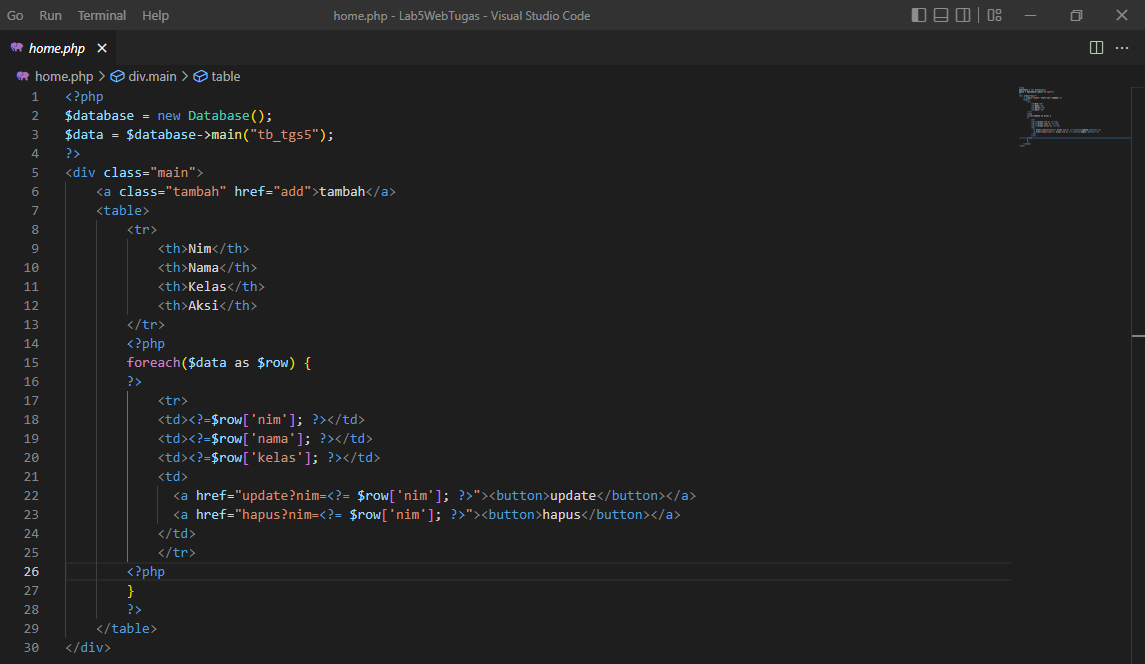 Go Run Terminal Help home.php - Lab5WebTugas - Visual Studio Code
home.php
home.php > div.main > table
1 <?php
2 $database = new Database();
3 $data = $database->main("tb_tgs5");
4 ?>
5 <div class="main">
6     <a class="tambah" href="add">tambah</a>
7     <table>
8         <tr>
9             <th>Nim</th>
10             <th>Nama</th>
11             <th>Kelas</th>
12             <th>Aksi</th>
13         </tr>
14         <?php
15         foreach($data as $row) {
16         ?>
17             <tr>
18             <td><?=$row['nim']; ?></td>
19             <td><?=$row['nama']; ?></td>
20             <td><?=$row['kelas']; ?></td>
21             <td>
22               <a href="update?nim=<?= $row['nim']; ?>"><button>update</button></a>
23               <a href="hapus?nim=<?= $row['nim']; ?>"><button>hapus</button></a>
24             </td>
25             </tr>
26         <?php
27         }
28         ?>
29     </table>
30 </div>